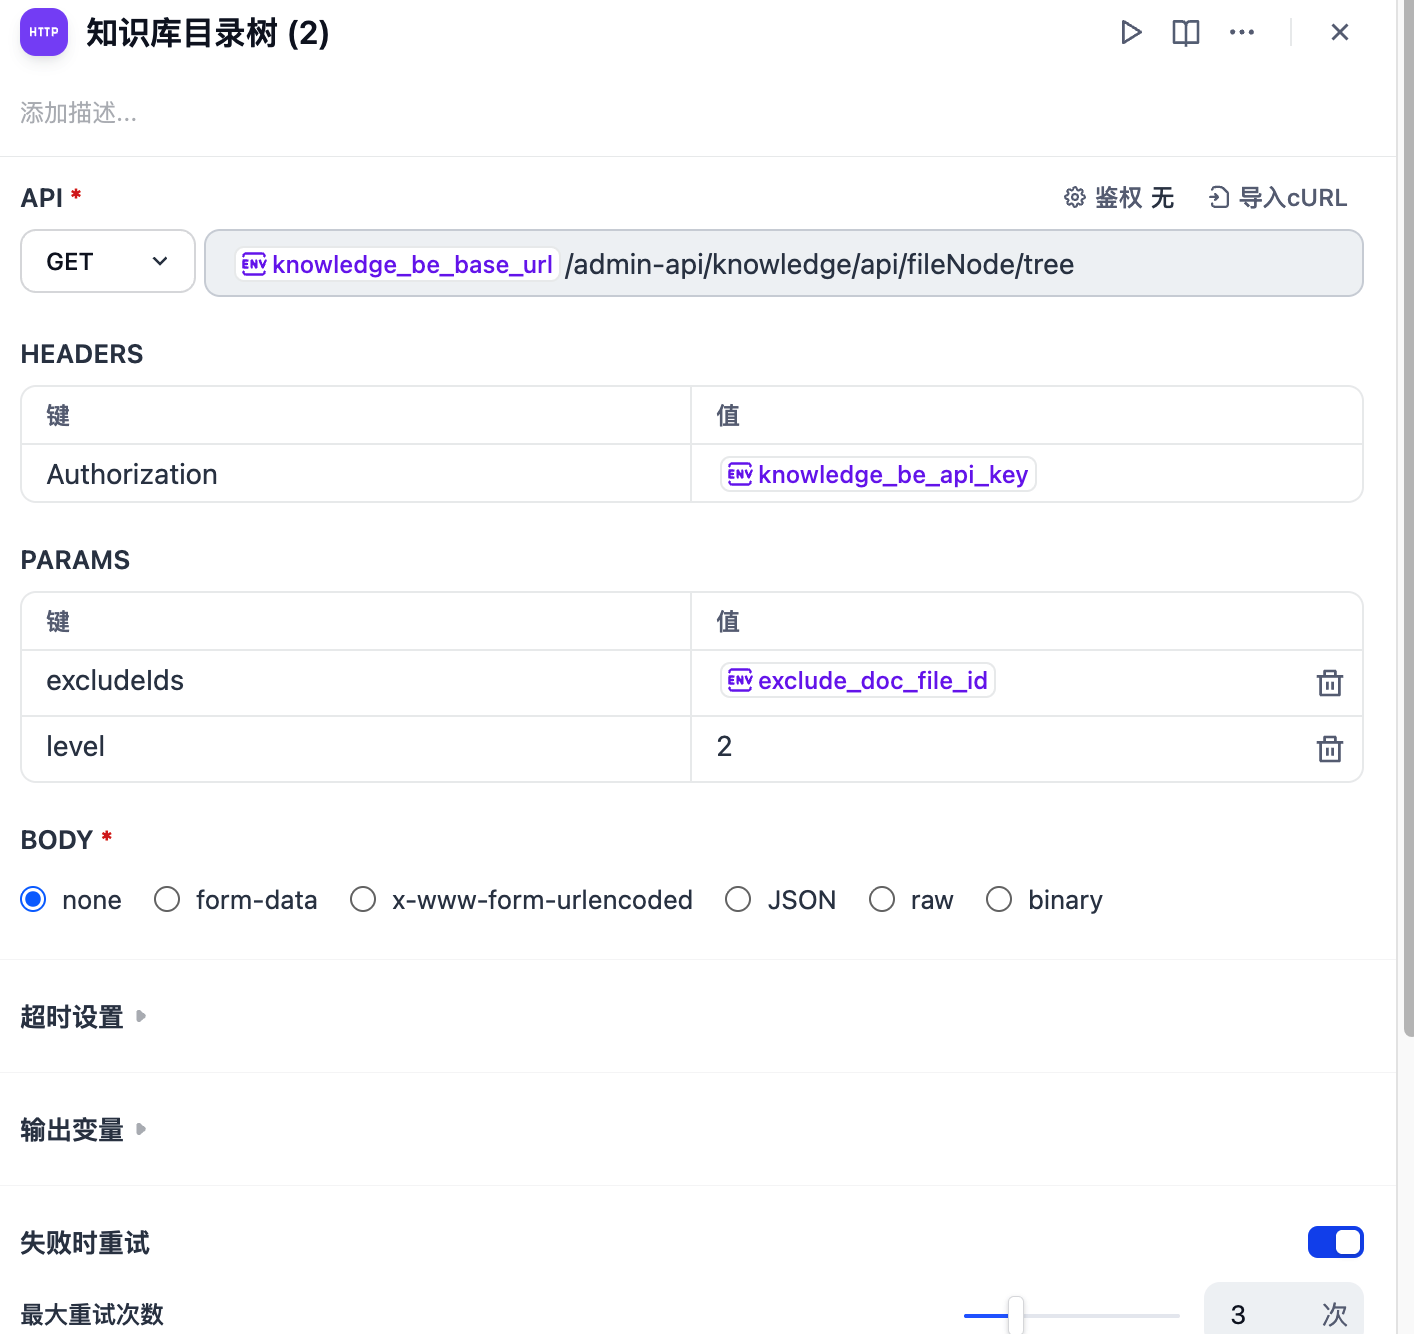 HTTP 知识库目录树 (2)
添加描述...
API * 鉴权 无 导入cURL
GET ENV knowledge_be_base_url /admin-api/knowledge/api/fileNode/tree
HEADERS
键 值
Authorization ENV knowledge_be_api_key
PARAMS
键 值
excludeIds ENV exclude_doc_file_id
level 2
BODY *
none form-data x-www-form-urlencoded JSON raw binary
超时设置
输出变量
失败时重试
最大重试次数 3 次